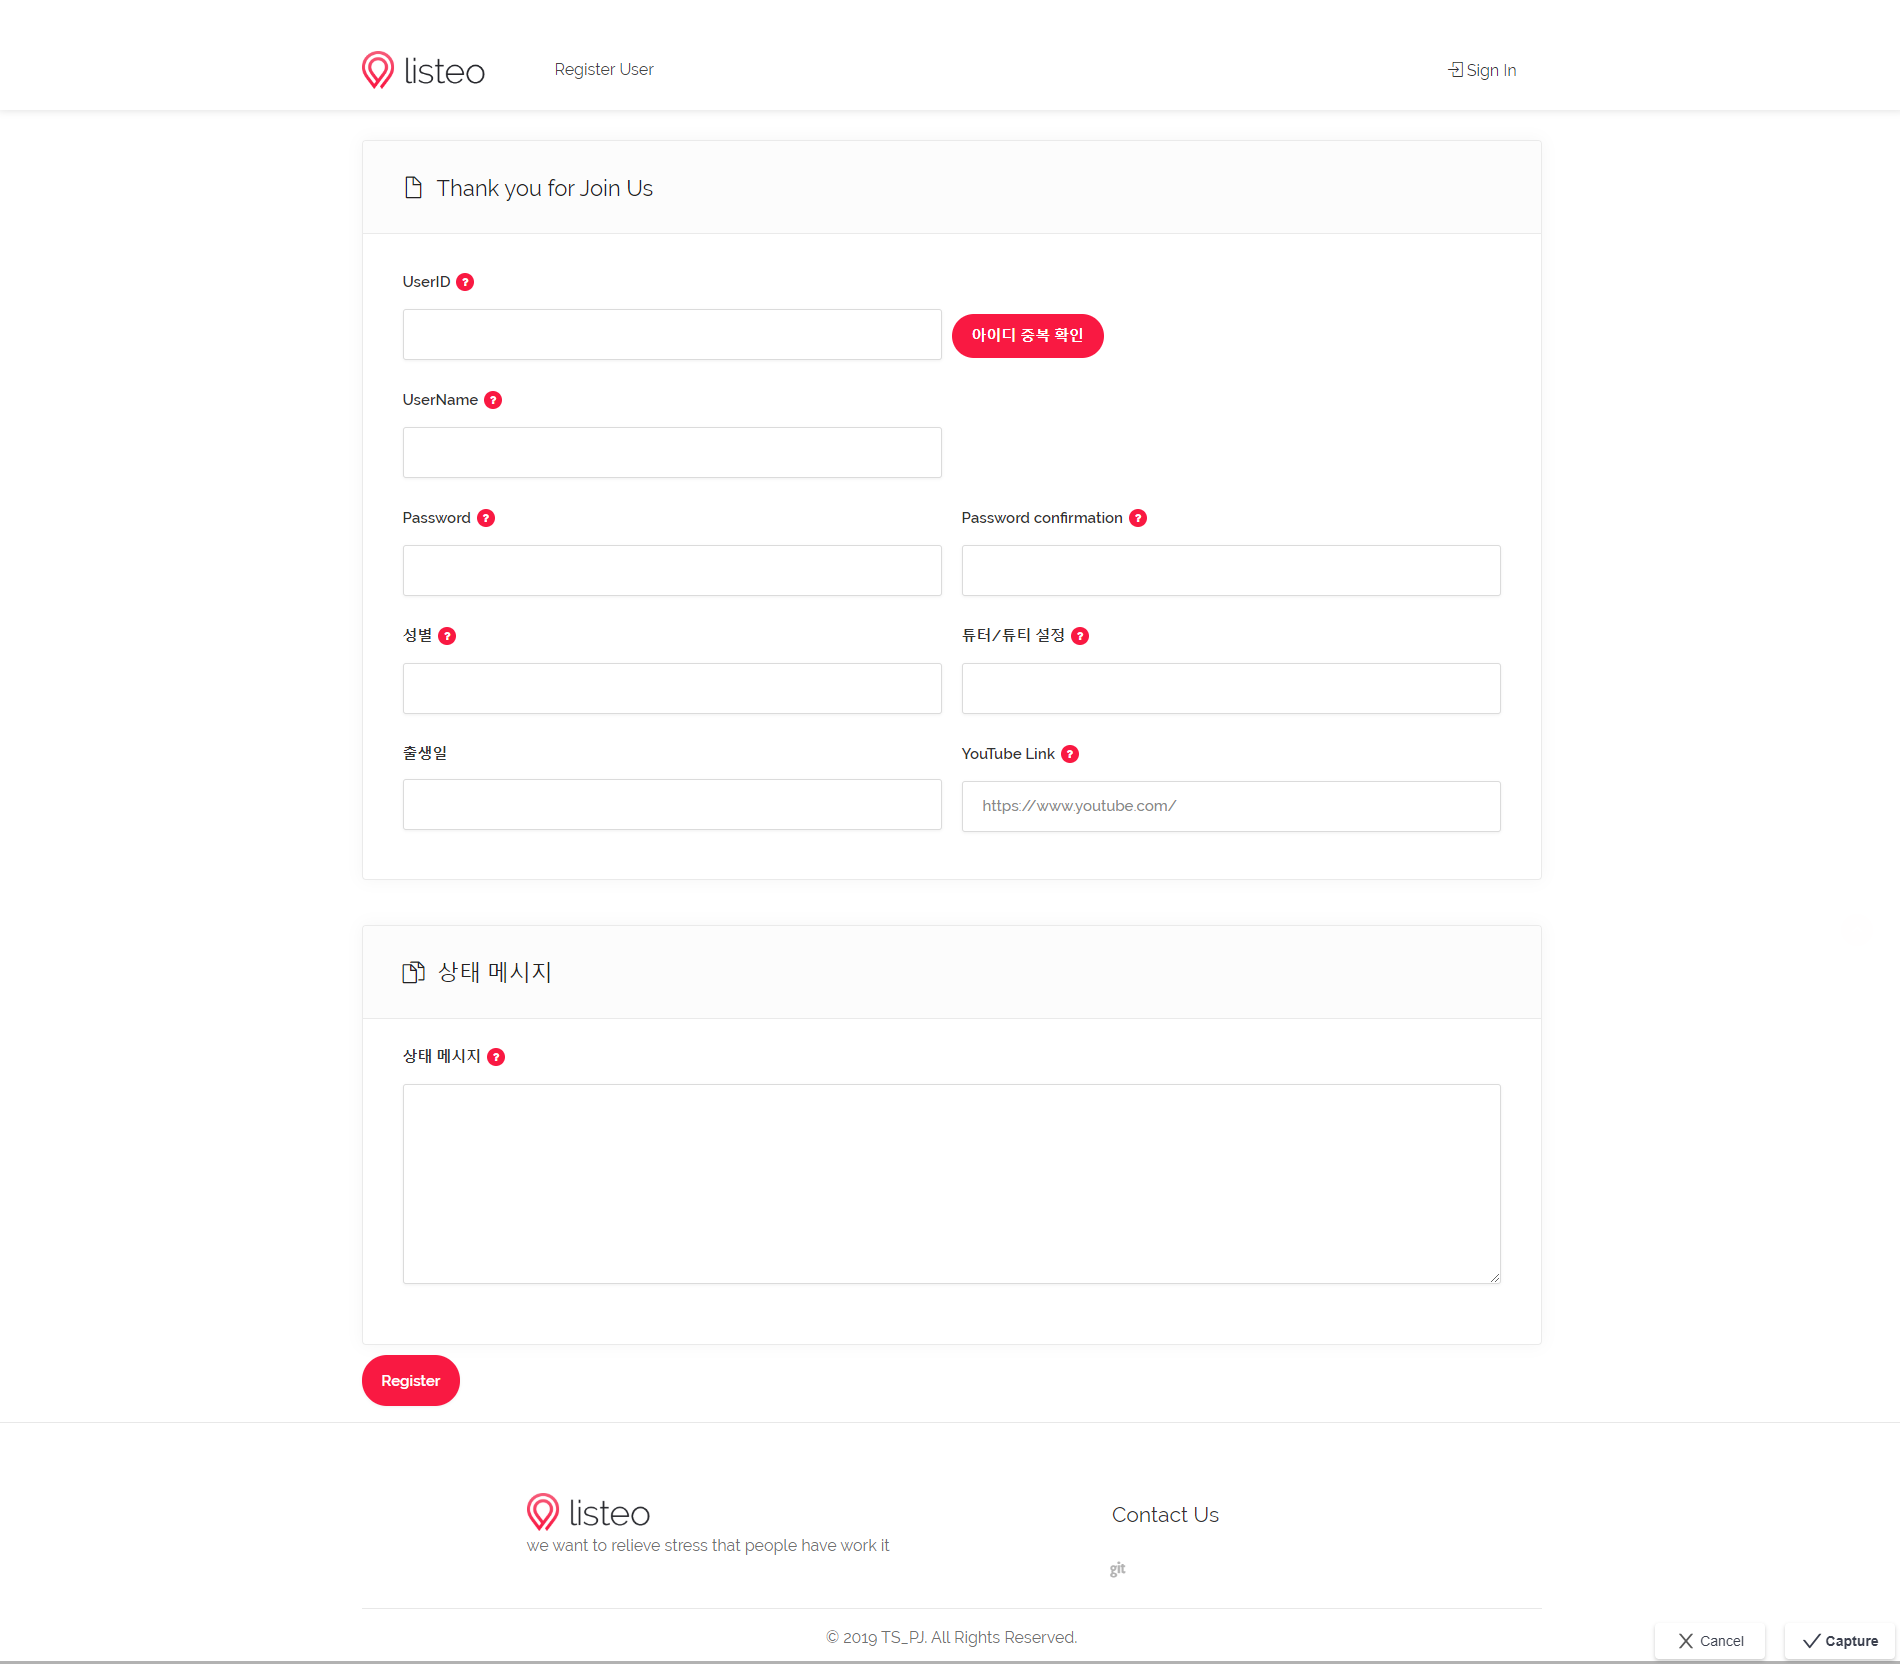 listeo
Register User
Sign In
Thank you for Join Us
UserID ?
아이디 중복 확인
UserName ?
Password ?
Password confirmation ?
성별 ?
튜터/튜티 설정 ?
출생일
YouTube Link ?
https://www.youtube.com/
상태 메시지
상태 메시지 ?
Register
listeo
we want to relieve stress that people have work it
Contact Us
git
© 2019 TS_PJ. All Rights Reserved.
Cancel
Capture